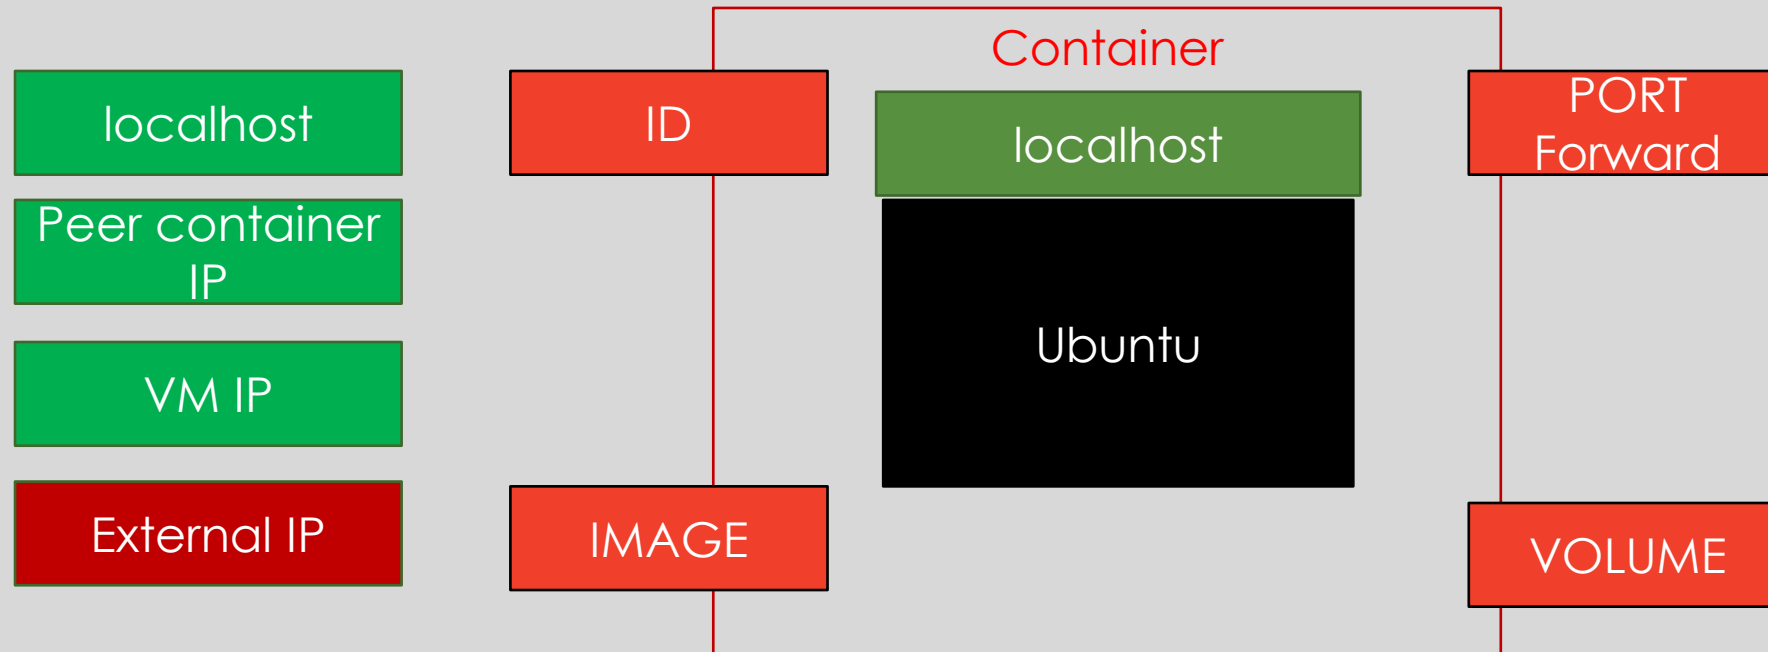 Container
localhost
Peer container
IP
VM IP
External IP
ID
IMAGE
localhost
Ubuntu
PORT
Forward
VOLUME